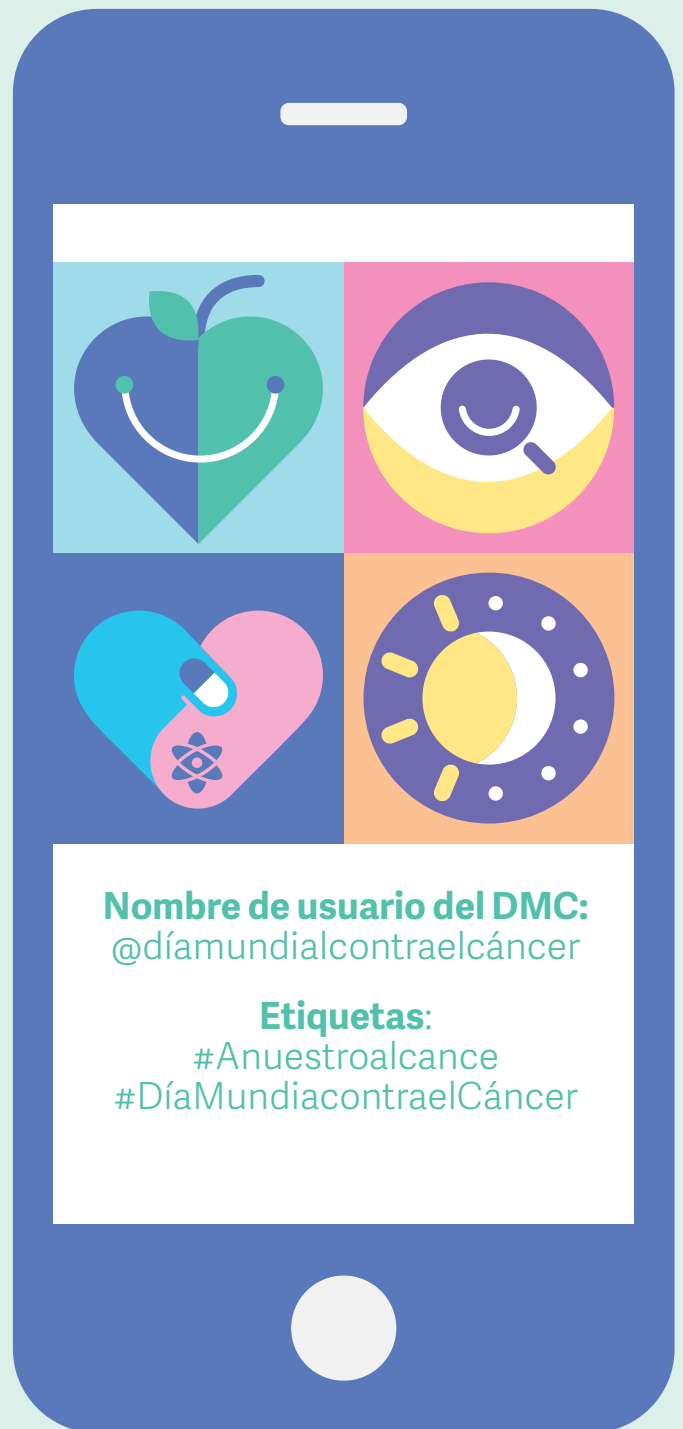 Nombre de usuario del DMC:
@díamundialcontraelcáncer
Etiquetas:
#Anuestroalcance
#DíaMundiacontraelCáncer